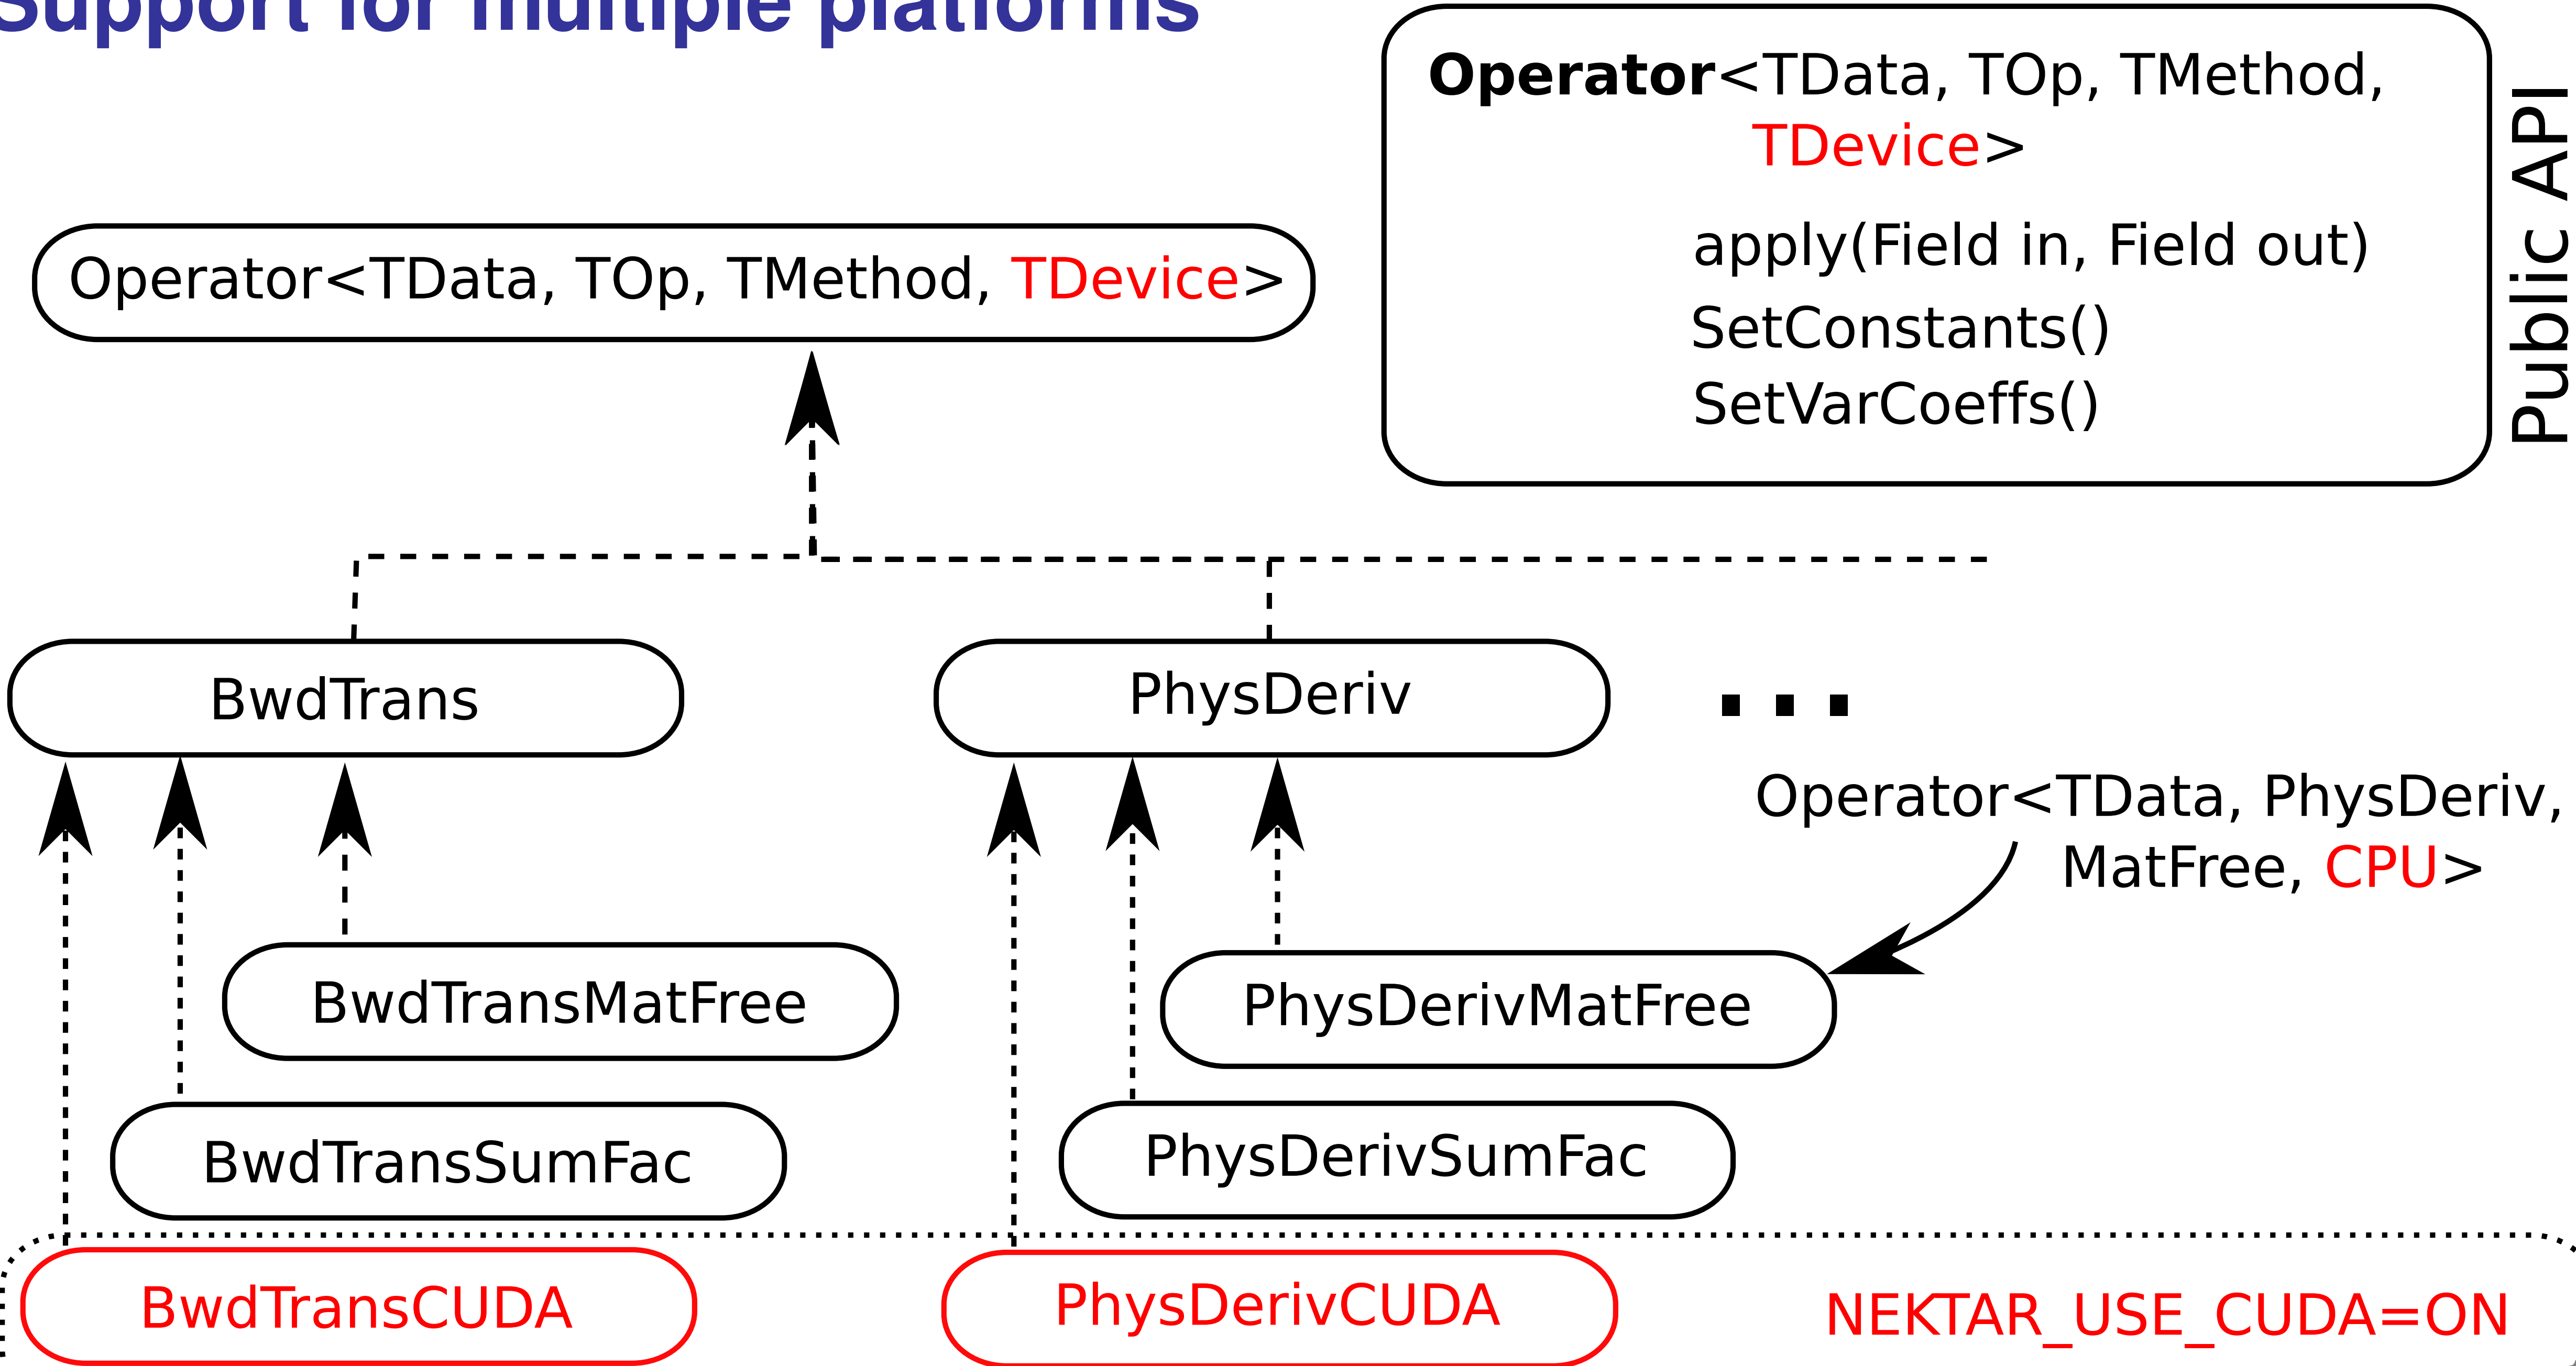 Support for multiple platforms
Operator<TData, TOp, TMethod,
TDevice>
apply(Field in, Field out)
SetConstants()
SetVarCoeffs()
Public API
Operator<TData, TOp, TMethod, TDevice>
BwdTrans
PhysDeriv
...
Operator<TData, PhysDeriv,
MatFree, CPU>
BwdTransMatFree
PhysDerivMatFree
BwdTransSumFac
PhysDerivSumFac
BwdTransCUDA
PhysDerivCUDA
NEKTAR_USE_CUDA=ON